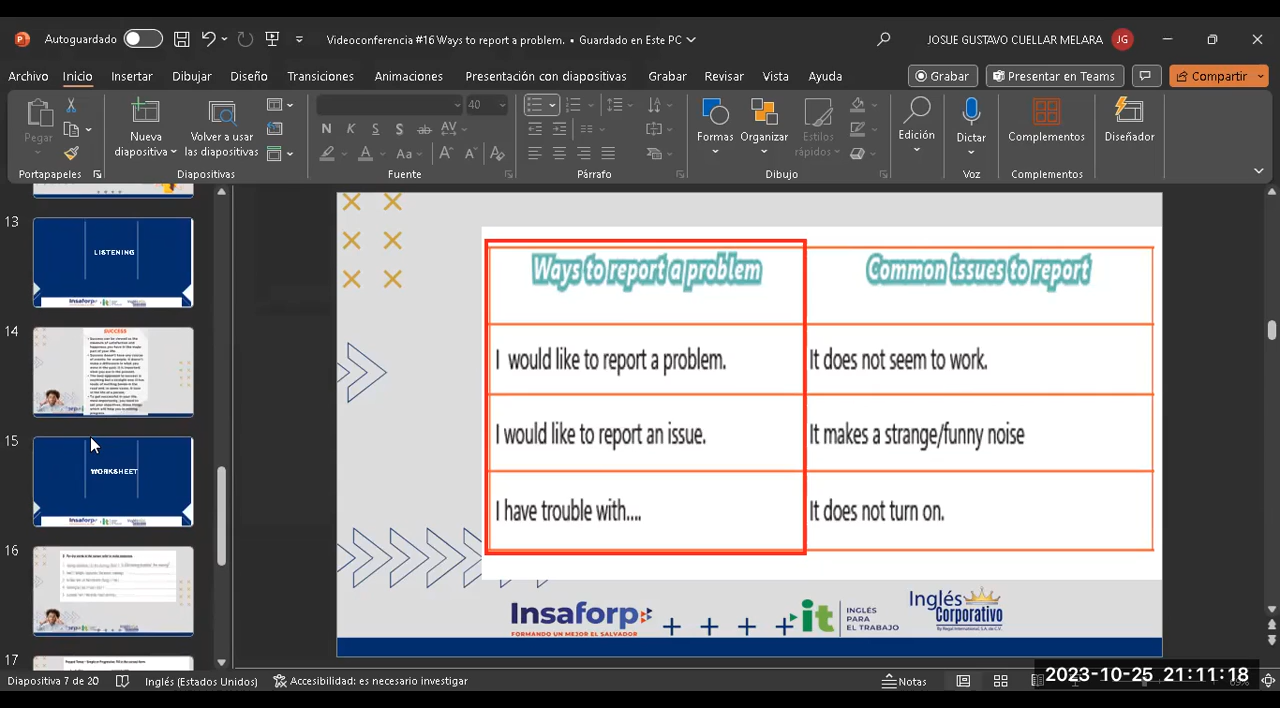 Autoguardado
Videoconferencia #16 Ways to report a problem. • Guardado en Este PC
JOSUE GUSTAVO CUELLAR MELARA
JG
Archivo Inicio Insertar Dibujar Diseño Transiciones Animaciones Presentación con diapositivas Grabar Revisar Vista Ayuda
Grabar
Presentar en Teams
Compartir
Pegar
Nueva diapositiva
Volver a usar las diapositivas
40
Formas
Organizar
Estilos rápidos
Edición
Dictar
Complementos
Diseñador
Portapapeles
Diapositivas
Fuente
Párrafo
Dibujo
Voz
Complementos
13
LISTENING
14
SUCCESS
15
WORKSHEET
16
17
Ways to report a problem
Common issues to report
I would like to report a problem.
It does not seem to work.
I would like to report an issue.
It makes a strange/funny noise
I have trouble with....
It does not turn on.
Insaforp
FORMANDO UN MEJOR EL SALVADOR
it
INGLÉS
PARA
EL TRABAJO
Inglés
Corporativo
Diapositiva 7 de 20
Inglés (Estados Unidos)
Accesibilidad: es necesario investigar
Notas
2023-10-25 21:11:18